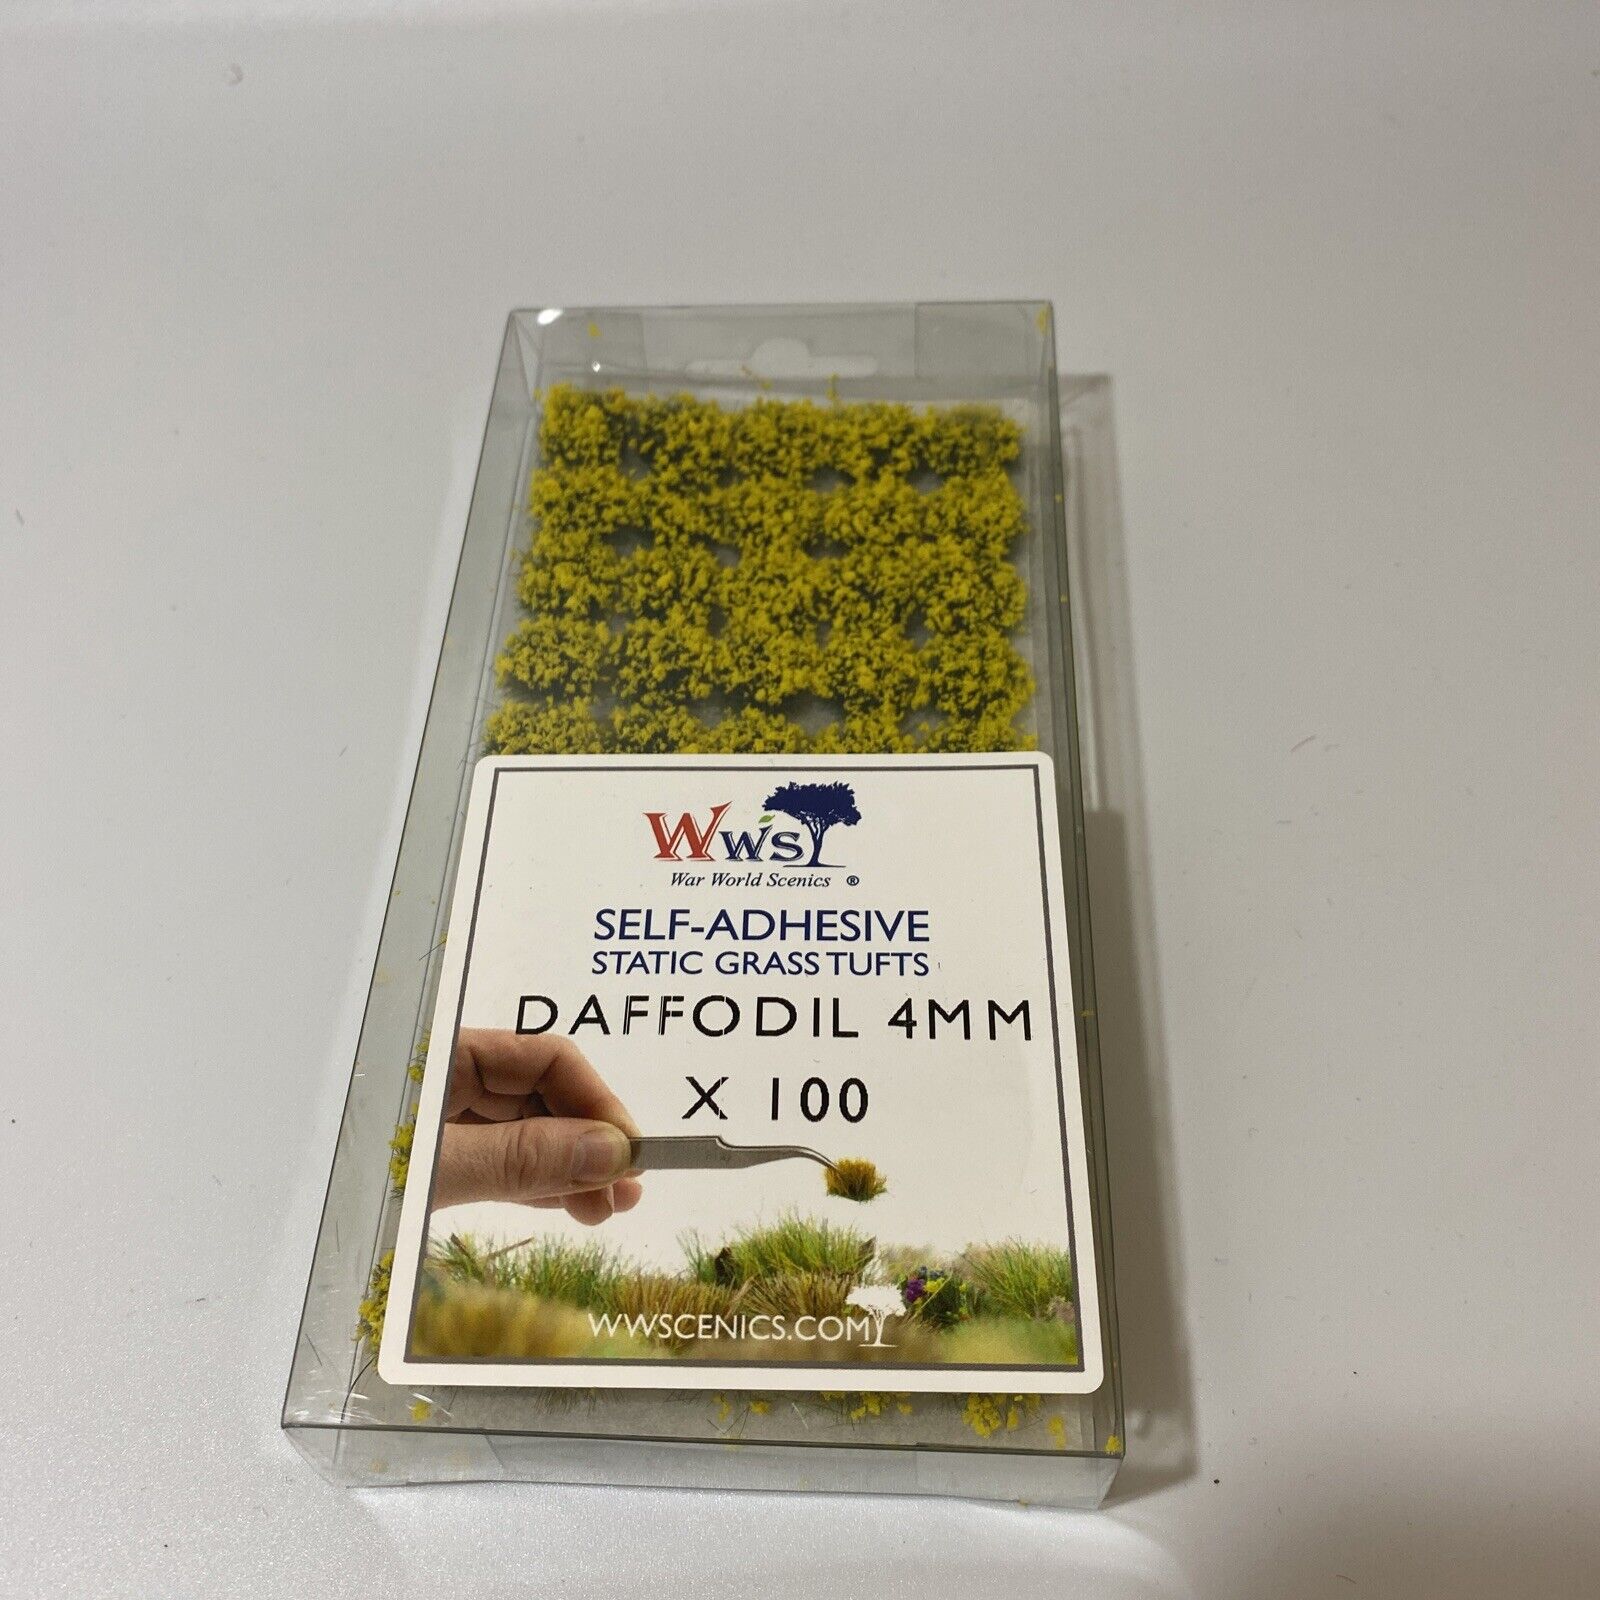 WWS
War World Scenics ®
SELF-ADHESIVE
STATIC GRASS TUFTS
DAFFODIL 4MM
X 100
WWSCENICS.COM